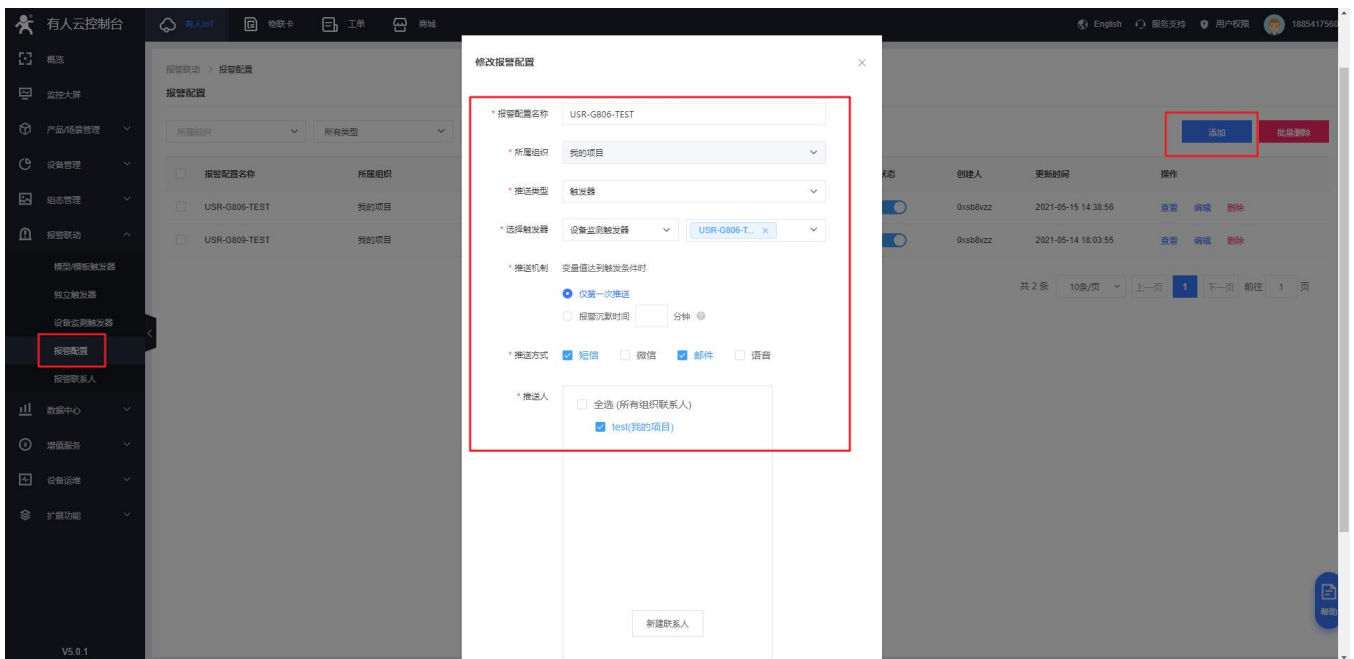 有人云控制台
有人IoT
物联卡
工单
商城
English
服务支持
用户权限
1885417560
概览
监控大屏
产品/场景管理
设备管理
组态管理
报警联动
模型/模板触发器
独立触发器
设备监测触发器
报警配置
报警联系人
数据中心
增值服务
设备运维
扩展功能
V5.0.1
报警联动 > 报警配置
报警配置
所属组织
所有类型
添加
批量删除
报警配置名称 所属组织 状态 创建人 更新时间 操作
USR-G806-TEST 我的项目 0xsb8vzz 2021-05-15 14:38:56 查看 编辑 删除
USR-G809-TEST 我的项目 0xsb8vzz 2021-05-14 18:03:55 查看 编辑 删除
共 2 条 10条/页 上一页 1 下一页 前往 1 页
修改报警配置
* 报警配置名称 USR-G806-TEST
* 所属组织 我的项目
* 推送类型 触发器
* 选择触发器 设备监测触发器 USR-G806-T... ×
* 推送机制 变量值达到触发条件时
仅第一次推送
报警沉默时间 分钟
* 推送方式 短信 微信 邮件 语音
* 推送人
全选 (所有组织联系人)
test(我的项目)
新建联系人
帮助